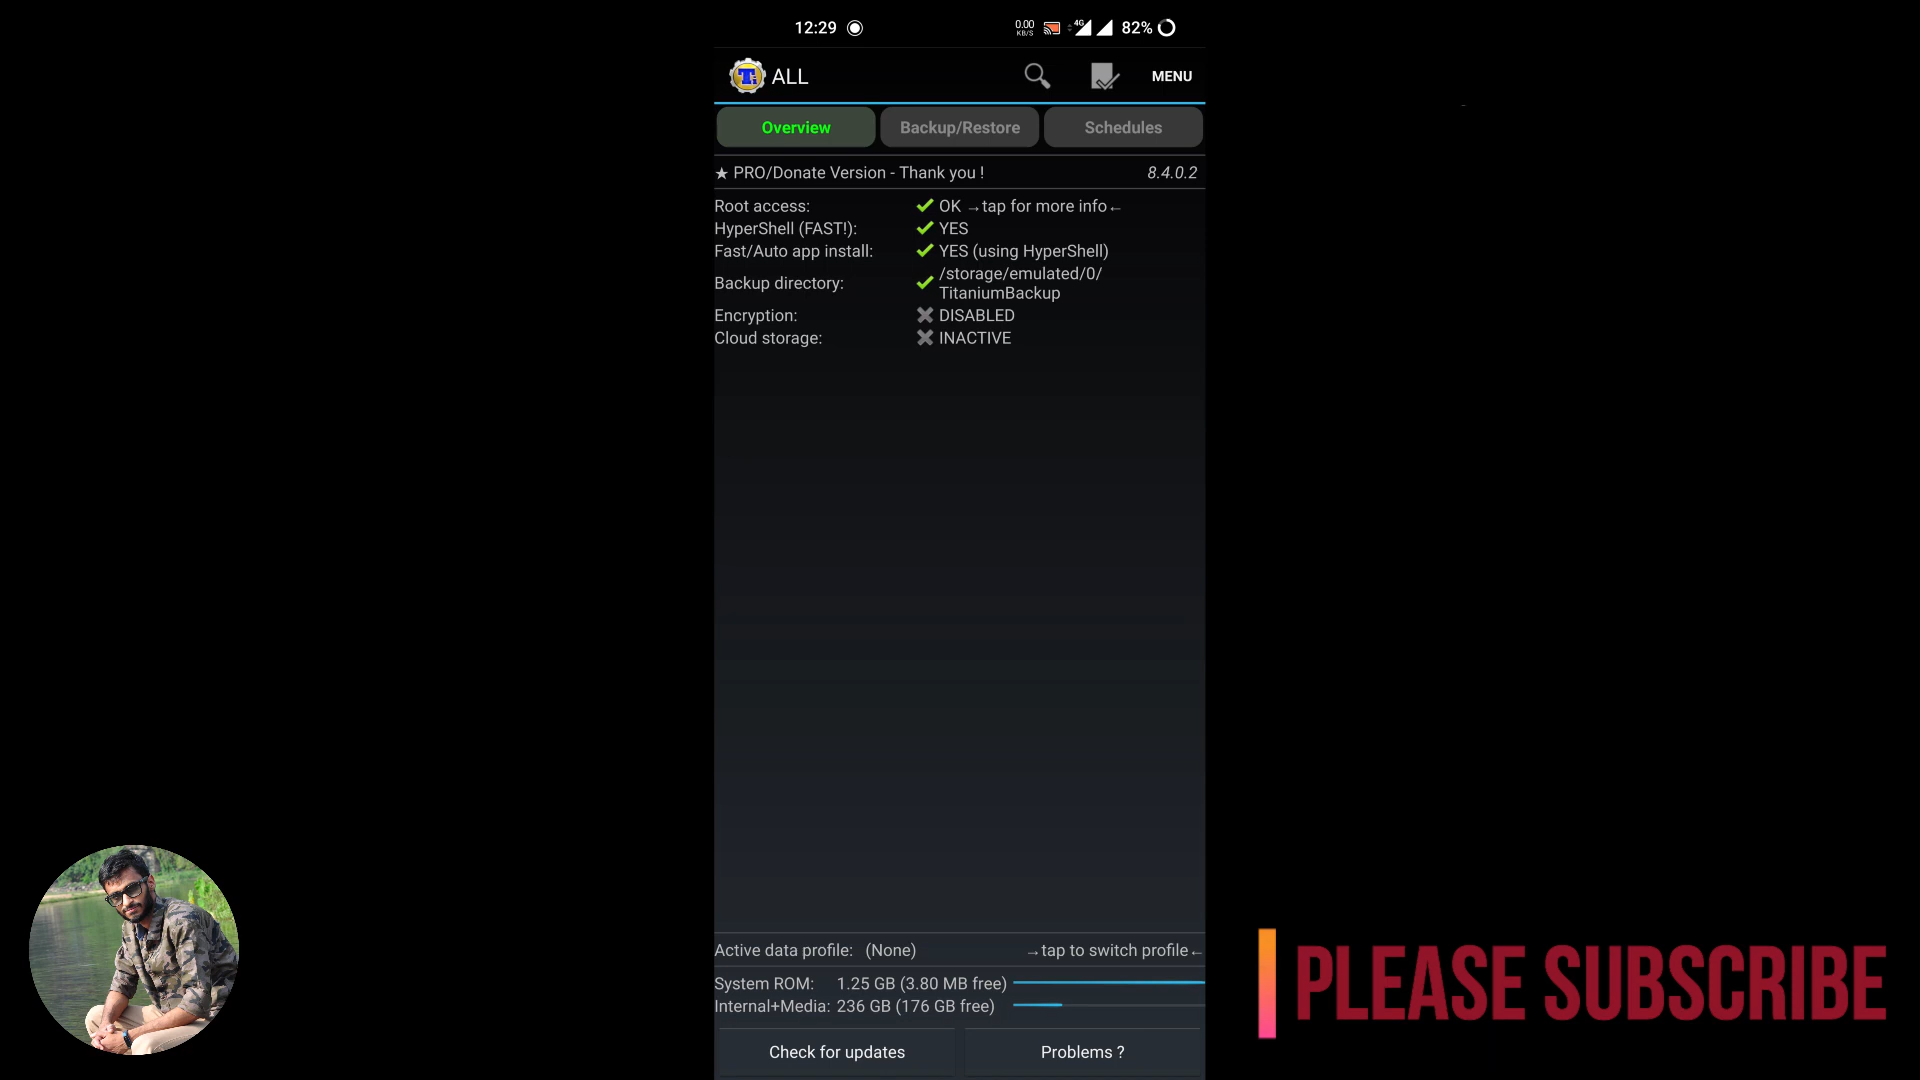 12:29
0.00
KB/S
4G
82%
ALL
MENU
Overview
Backup/Restore
Schedules
★ PRO/Donate Version - Thank you !
8.4.0.2
Root access: OK →tap for more info←
HyperShell (FAST!): YES
Fast/Auto app install: YES (using HyperShell)
Backup directory: /storage/emulated/0/
TitaniumBackup
Encryption: DISABLED
Cloud storage: INACTIVE
Active data profile: (None) →tap to switch profile←
System ROM: 1.25 GB (3.80 MB free)
Internal+Media: 236 GB (176 GB free)
Check for updates
Problems ?
PLEASE SUBSCRIBE